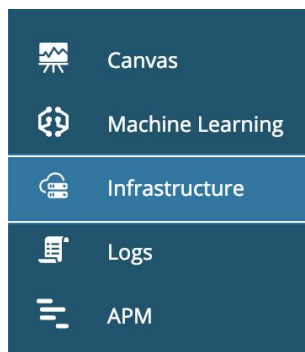 Canvas
Machine Learning
Infrastructure
Logs
APM